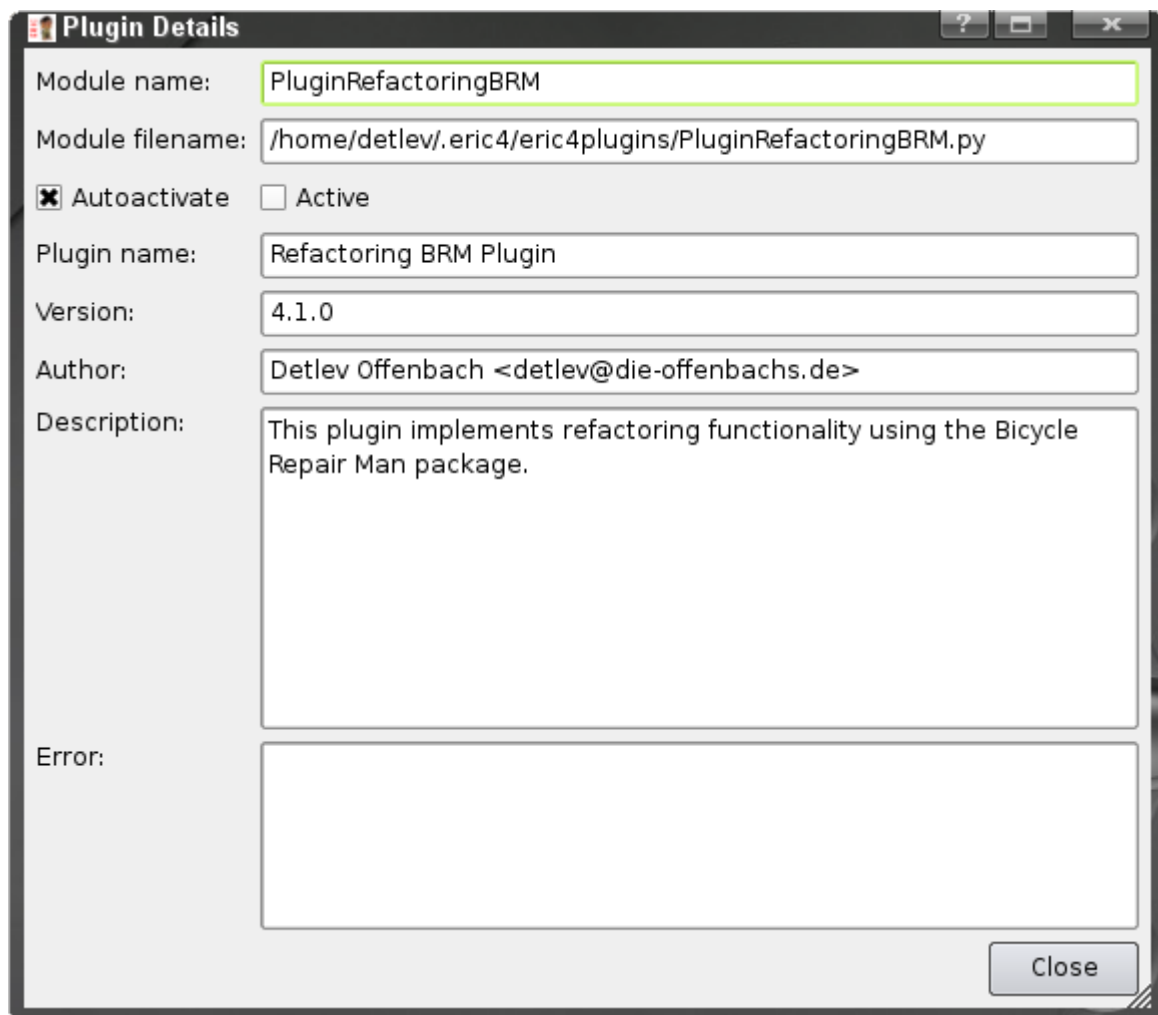 Plugin Details
Module name: PluginRefactoringBRM
Module filename: /home/detlev/.eric4/eric4plugins/PluginRefactoringBRM.py
Autoactivate Active
Plugin name: Refactoring BRM Plugin
Version: 4.1.0
Author: Detlev Offenbach <detlev@die-offenbachs.de>
Description: This plugin implements refactoring functionality using the Bicycle
Repair Man package.
Error:
Close